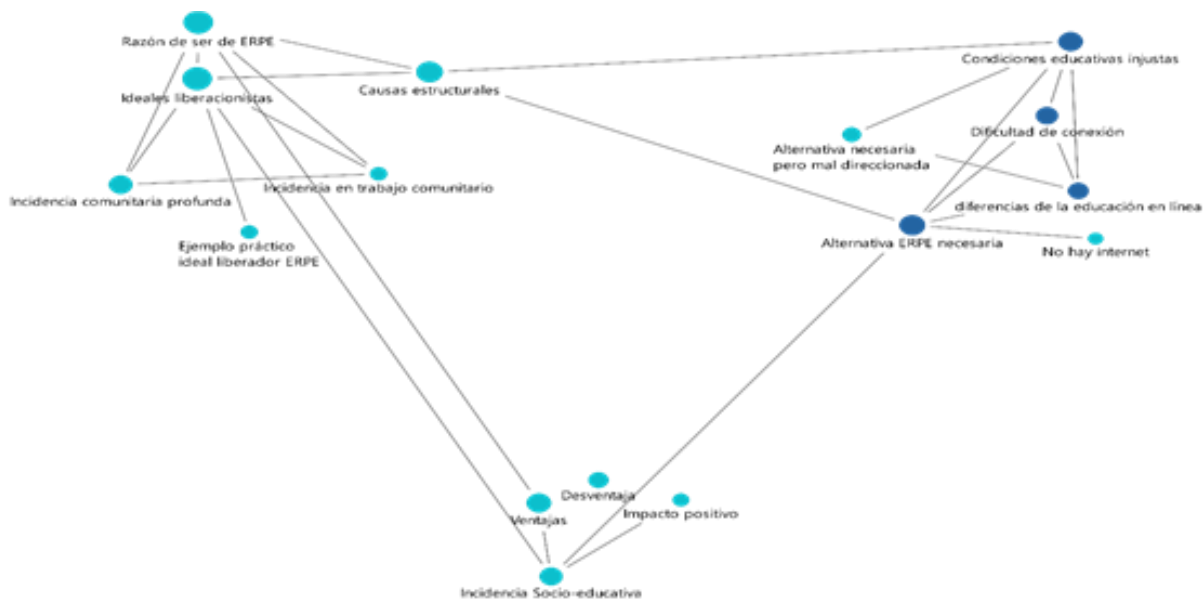 Razón de ser de ERPE
Ideales liberacionistas
Causas estructurales
Condiciones educativas injustas
Dificultad de conexión
Alternativa necesaria
pero mal direccionada
Incidencia en trabajo comunitario
Incidencia comunitaria profunda
diferencias de la educación en línea
Ejemplo práctico
ideal liberador ERPE
Alternativa ERPE necesaria
No hay internet
Desventaja
Ventajas
Impacto positivo
Incidencia Socio-educativa